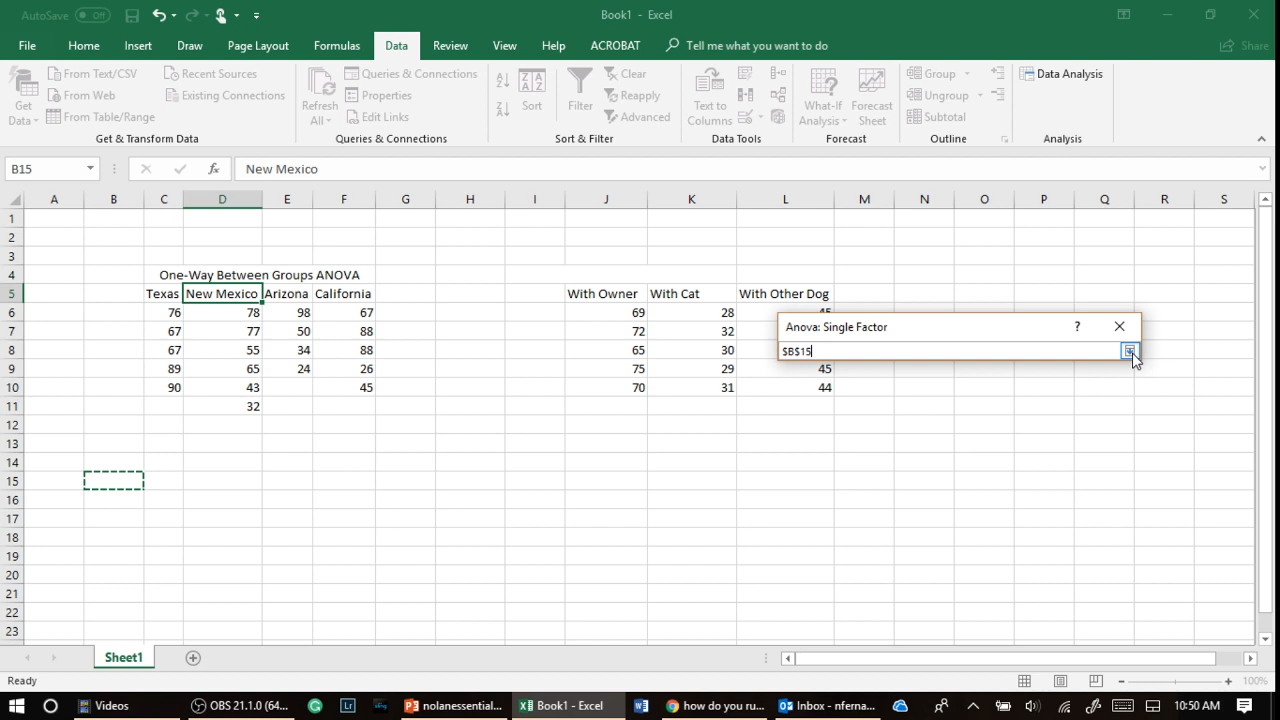 AutoSave Off Book1 - Excel
File Home Insert Draw Page Layout Formulas Data Review View Help ACROBAT Tell me what you want to do Share
From Text/CSV Recent Sources Queries & Connections Clear Group Data Analysis
From Web Existing Connections Properties Reapply Ungroup
From Table/Range Edit Links Advanced Subtotal
Get Data Refresh All Sort Filter Text to Columns What-If Analysis Forecast Sheet
Get & Transform Data Queries & Connections Sort & Filter Data Tools Forecast Outline Analysis
B15 fx New Mexico
A B C D E F G H I J K L M N O P Q R S
1
2
3
4 One-Way Between Groups ANOVA
5 Texas New Mexico Arizona California With Owner With Cat With Other Dog
6 76 78 98 67 69 28 45
Anova: Single Factor ?
7 67 77 50 88 72 32
8 67 55 34 88 65 30
$B$15
9 89 65 24 26 75 29 45
10 90 43 45 70 31 44
11 32
12
13
14
15
16
17
18
19
20
21
22
23
Sheet1
Ready 100%
Videos OBS 21.1.0 (64... nolanessential... Book1 - Excel how do you ru... Inbox - nferna... 10:50 AM